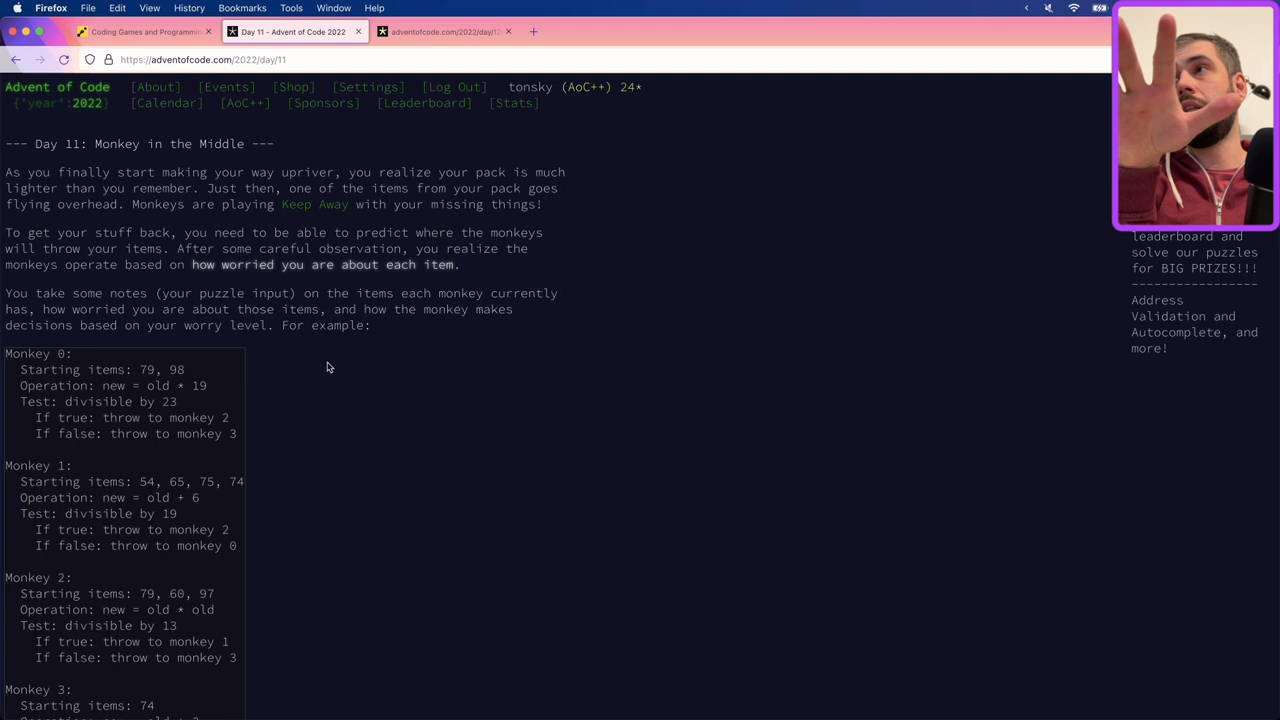 Firefox File Edit View History Bookmarks Tools Window Help
Coding Games and Programmin
Day 11 - Advent of Code 2022
adventofcode.com/2022/day/12
https://adventofcode.org/2022/day/11
Advent of Code [About] [Events] [Shop] [Settings] [Log Out] tonsky (AoC++) 24*
{'year':2022} [Calendar] [AoC++] [Sponsors] [Leaderboard] [Stats]
--- Day 11: Monkey in the Middle ---
As you finally start making your way upriver, you realize your pack is much
lighter than you remember. Just then, one of the items from your pack goes
flying overhead. Monkeys are playing Keep Away with your missing things!
To get your stuff back, you need to be able to predict where the monkeys
will throw your items. After some careful observation, you realize the
monkeys operate based on how worried you are about each item.
You take some notes (your puzzle input) on the items each monkey currently
has, how worried you are about those items, and how the monkey makes
decisions based on your worry level. For example:
Monkey 0:
Starting items: 79, 98
Operation: new = old * 19
Test: divisible by 23
If true: throw to monkey 2
If false: throw to monkey 3
Monkey 1:
Starting items: 54, 65, 75, 74
Operation: new = old + 6
Test: divisible by 19
If true: throw to monkey 2
If false: throw to monkey 0
Monkey 2:
Starting items: 79, 60, 97
Operation: new = old * old
Test: divisible by 13
If true: throw to monkey 1
If false: throw to monkey 3
Monkey 3:
Starting items: 74
leaderboard and
solve our puzzles
for BIG PRIZES!!!
-----------------
Address
Validation and
Autocomplete, and
more!